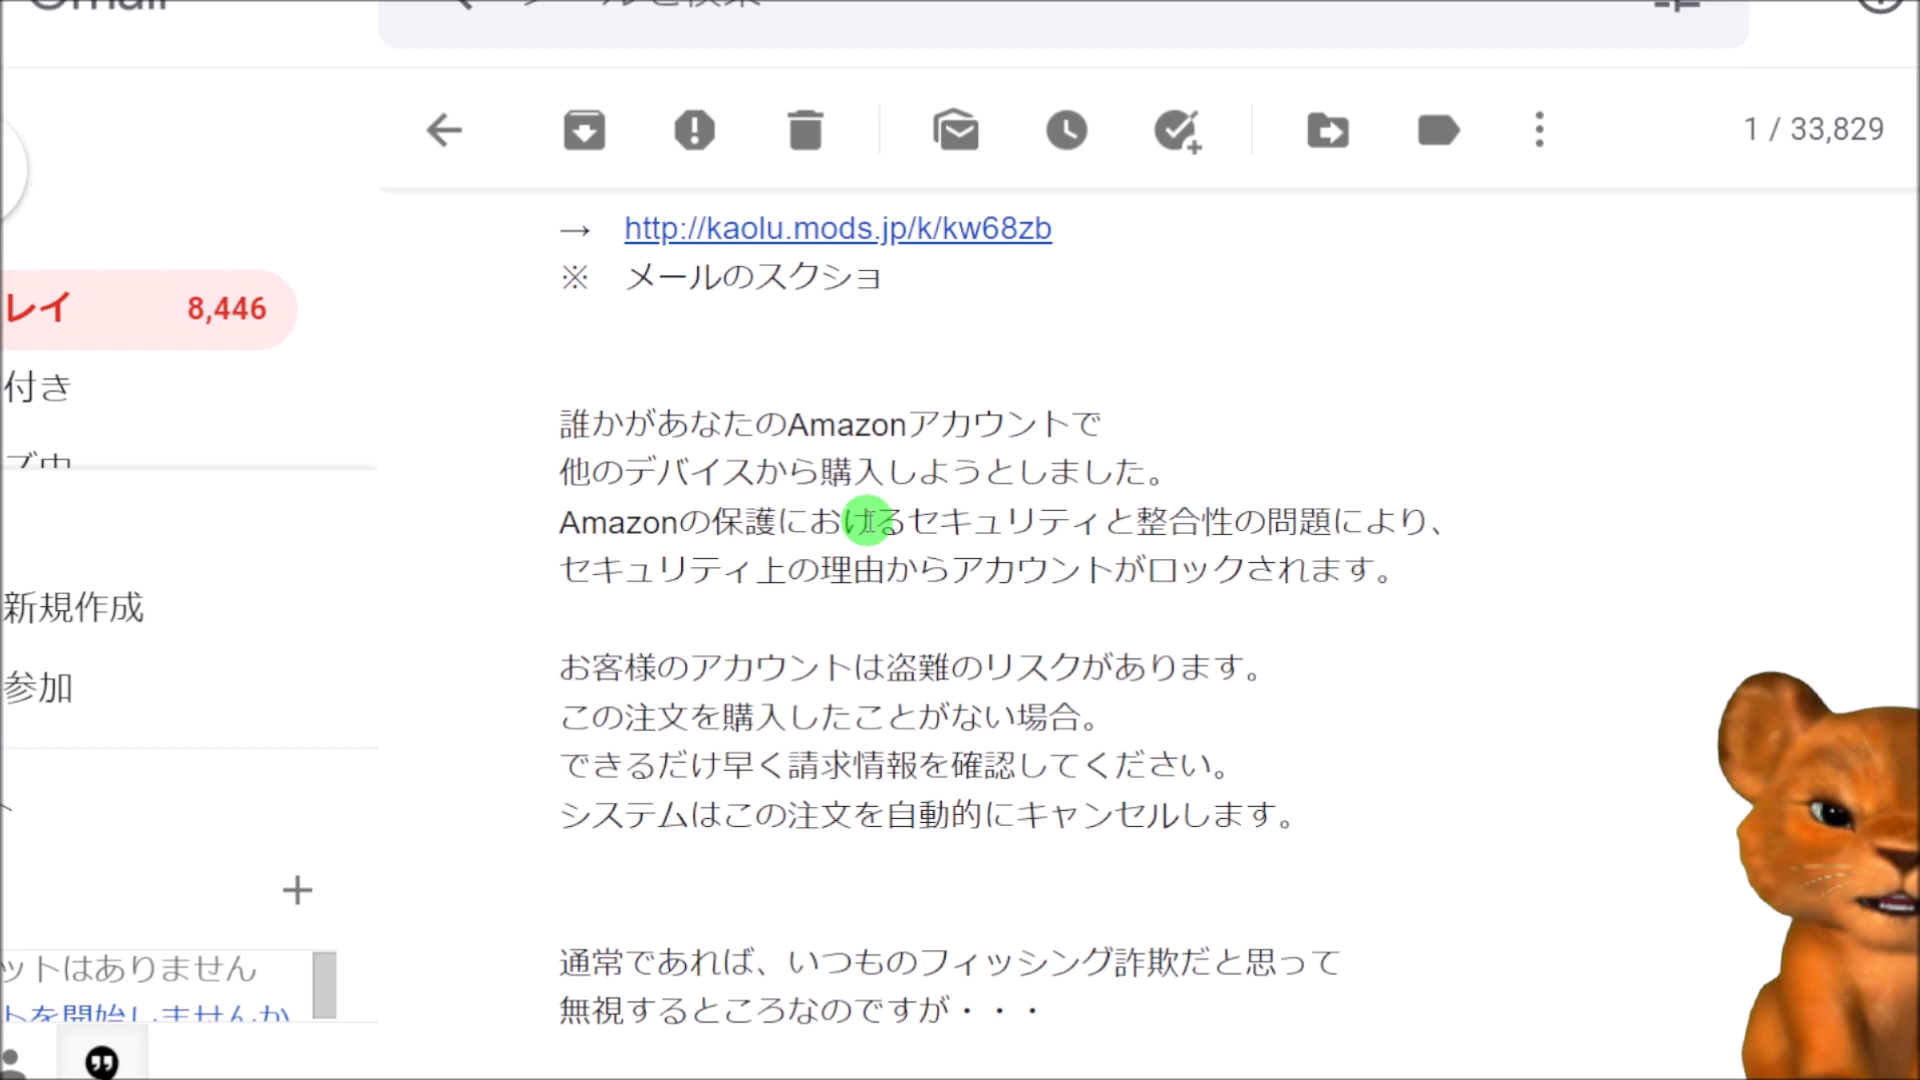 1 / 33,829
→ http://kaolu.mods.jp/k/kw68zb
※ メールのスクショ
レイ 8,446
付き
誰かがあなたのAmazonアカウントで
他のデバイスから購入しようとしました。
Amazonの保護におけるセキュリティと整合性の問題により、
セキュリティ上の理由からアカウントがロックされます。
新規作成
参加
お客様のアカウントは盗難のリスクがあります。
この注文を購入したことがない場合。
できるだけ早く請求情報を確認してください。
システムはこの注文を自動的にキャンセルします。
ットはありません
トを開始しませんか
通常であれば、いつものフィッシング詐欺だと思って
無視するところなのですが・・・